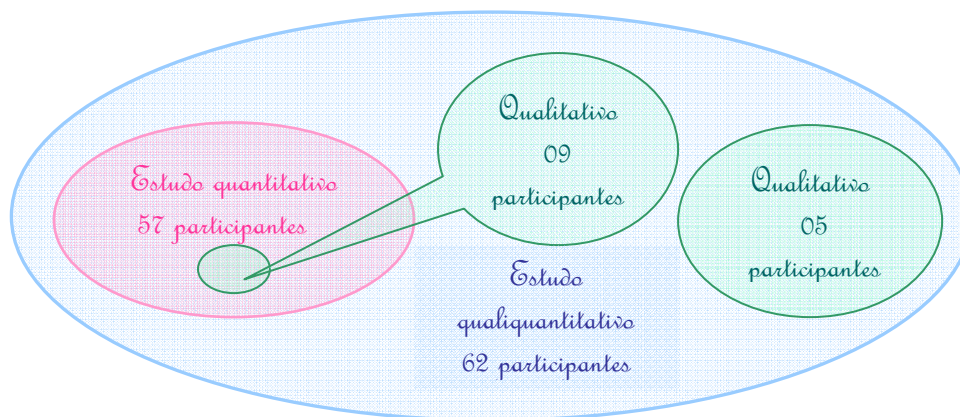 Estudo quantitativo
57 participantes
Qualitativo
09
participantes
Qualitativo
05
participantes
Estudo
qualiquantitativo
62 participantes